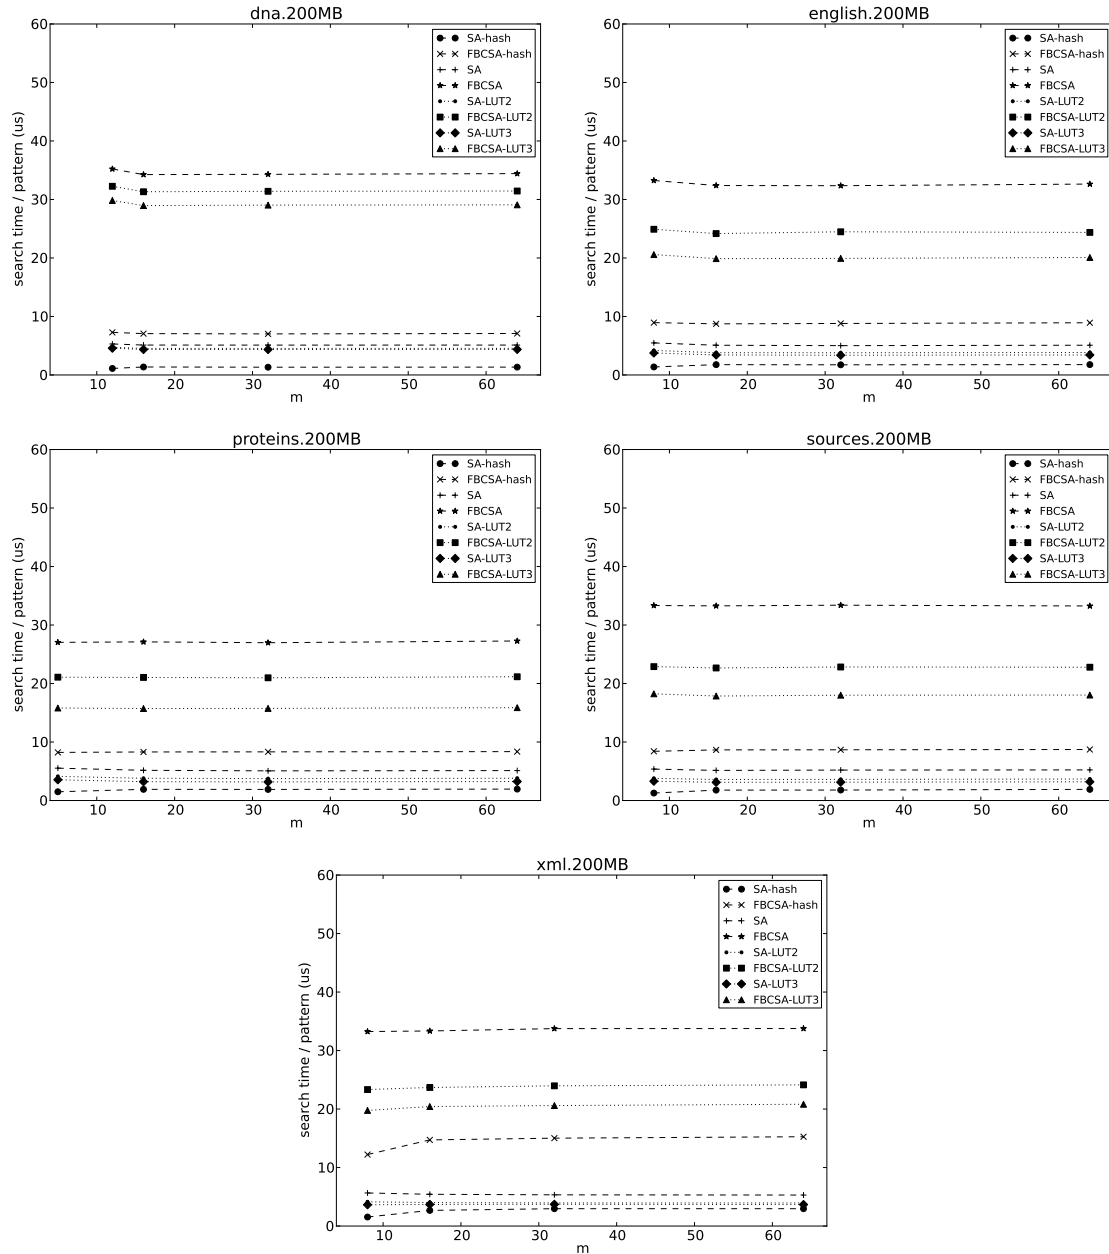 dna.200MB
60
50
40
30
20
10
0
10 20 30 40 50 60
m
search time / pattern (us)
SA-hash
FBCSA-hash
SA
FBCSA
SA-LUT2
FBCSA-LUT2
SA-LUT3
FBCSA-LUT3
english.200MB
60
50
40
30
20
10
0
10 20 30 40 50 60
m
search time / pattern (us)
SA-hash
FBCSA-hash
SA
FBCSA
SA-LUT2
FBCSA-LUT2
SA-LUT3
FBCSA-LUT3
proteins.200MB
60
50
40
30
20
10
0
10 20 30 40 50 60
m
search time / pattern (us)
SA-hash
FBCSA-hash
SA
FBCSA
SA-LUT2
FBCSA-LUT2
SA-LUT3
FBCSA-LUT3
sources.200MB
60
50
40
30
20
10
0
10 20 30 40 50 60
m
search time / pattern (us)
SA-hash
FBCSA-hash
SA
FBCSA
SA-LUT2
FBCSA-LUT2
SA-LUT3
FBCSA-LUT3
xml.200MB
60
50
40
30
20
10
0
10 20 30 40 50 60
m
search time / pattern (us)
SA-hash
FBCSA-hash
SA
FBCSA
SA-LUT2
FBCSA-LUT2
SA-LUT3
FBCSA-LUT3